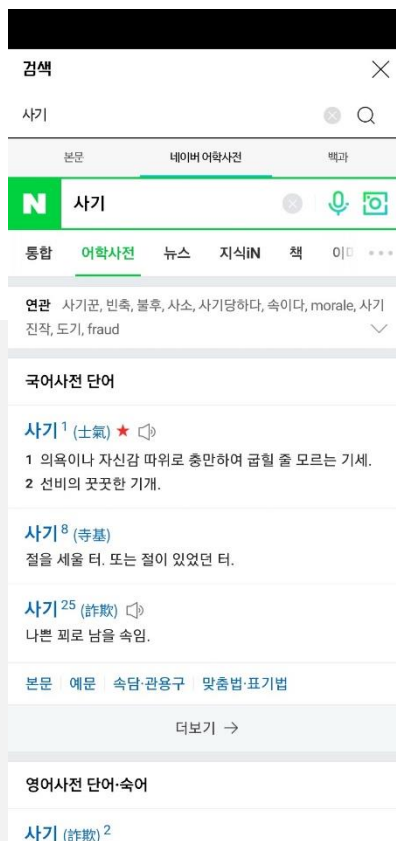 검색
사기
본문 네이버 어학사전 백과
N 사기
통합 어학사전 뉴스 지식iN 책
연관 사기꾼, 빈축, 불후, 사소, 사기당하다, 속이다, morale, 사기
진작, 도기, fraud
국어사전 단어
사기1 (士氣) ★
1 의욕이나 자신감 따위로 충만하여 굽힐 줄 모르는 기세.
2 선비의 꿋꿋한 기개.
사기8 (寺基)
절을 세울 터. 또는 절이 있었던 터.
사기25 (詐欺)
나쁜 꾀로 남을 속임.
본문 예문 속담·관용구 맞춤법·표기법
더보기 →
영어사전 단어·숙어
사기 (詐欺) 2